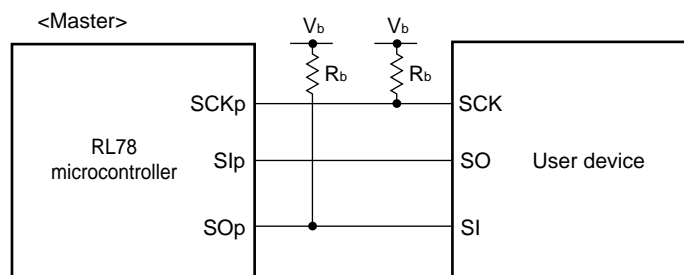 <Master>
Vb Vb
Rb Rb
SCKp SCK
RL78
microcontroller
SIp SO
User device
SOp SI